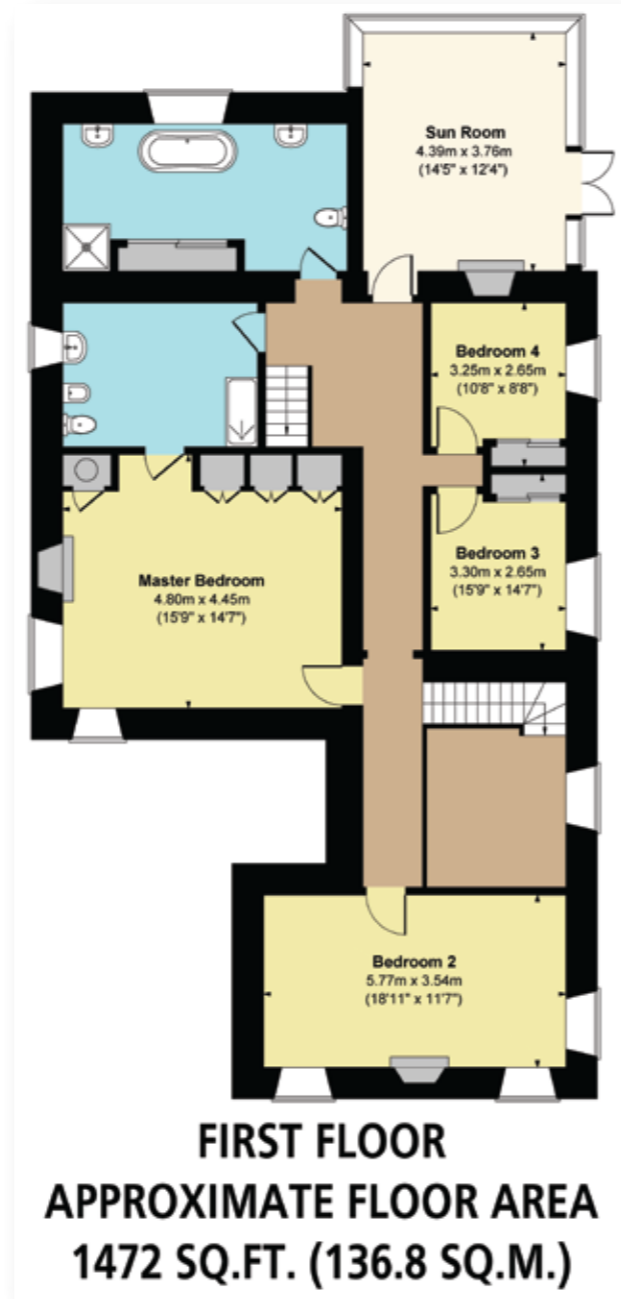 Sun Room
4.39m x 3.76m
(14'5" x 12'4")
Bedroom 4
3.25m x 2.65m
(10'8" x 8'8")
Bedroom 3
3.30m x 2.65m
(15'9" x 14'7")
Master Bedroom
4.80m x 4.45m
(15'9" x 14'7")
Bedroom 2
5.77m x 3.54m
(18'11" x 11'7")
FIRST FLOOR
APPROXIMATE FLOOR AREA
1472 SQ.FT. (136.8 SQ.M.)